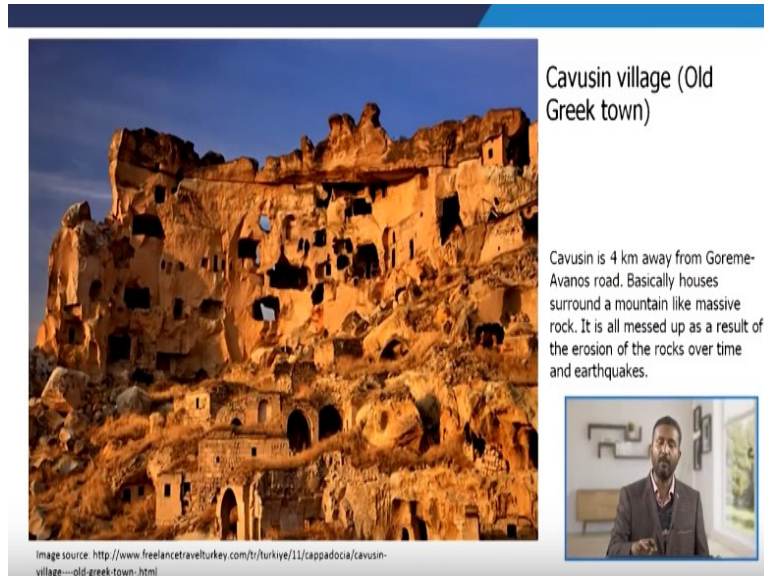 Cavusin village (Old
Greek town)
Cavusin is 4 km away from Goreme-
Avanos road. Basically houses
surround a mountain like massive
rock. It is all messed up as a result of
the erosion of the rocks over time
and earthquakes.
Image source: http://www.freelancetravelturkey.com/tr/turkiye/11/cappadocia/cavusin-
village----old-greek-town-.html